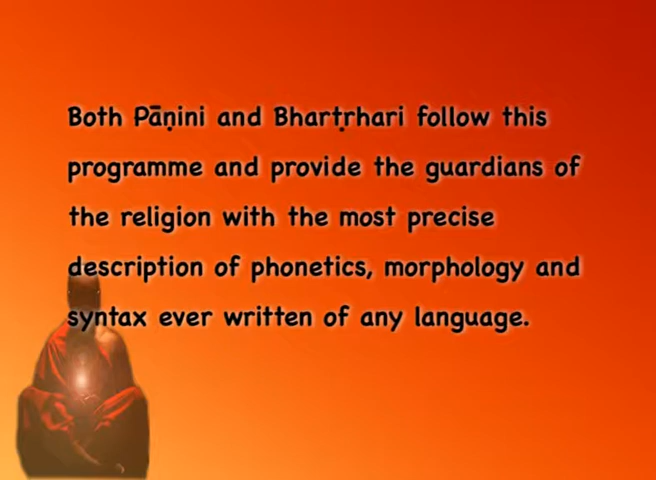 Both Pāṇini and Bhartṛhari follow this
programme and provide the guardians of
the religion with the most precise
description of phonetics, morphology and
syntax ever written of any language.